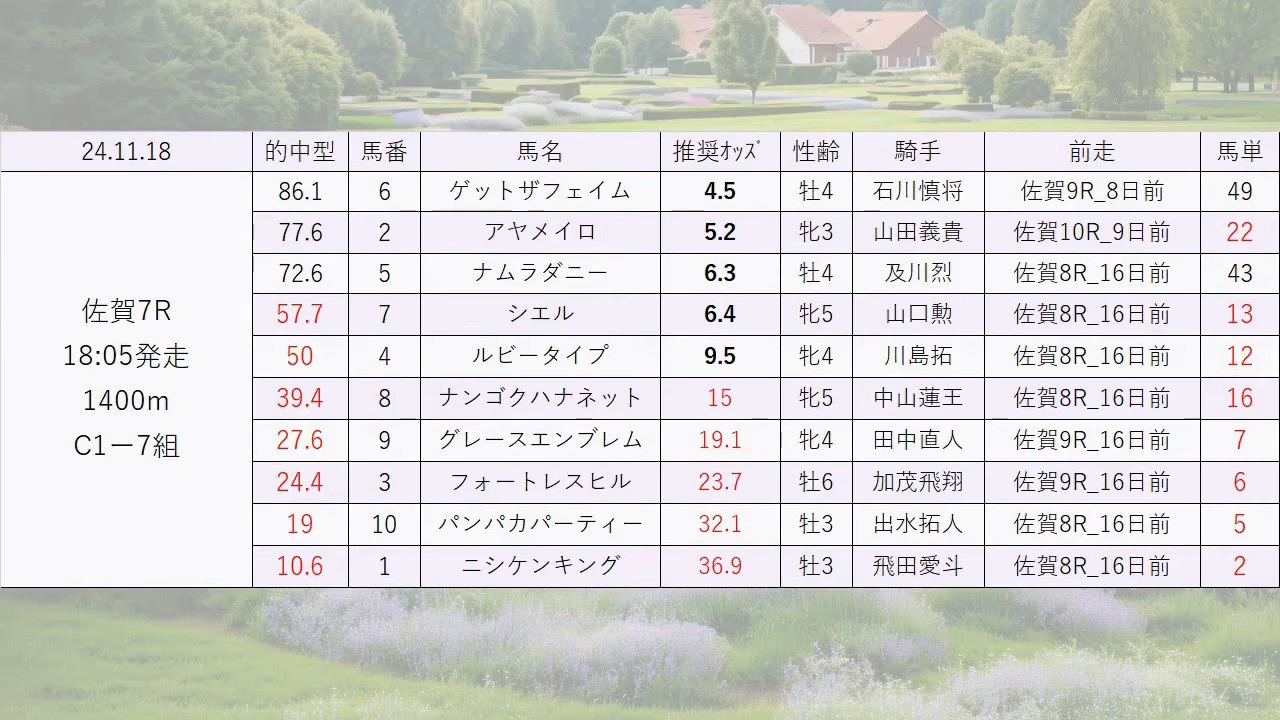 24.11.18 的中型 馬番 馬名 推奨ｵｯｽﾞ 性齢 騎手 前走 馬単
佐賀7R
18:05発走
1400m
C1ー7組
86.1 6 ゲットザフェイム 4.5 牡4 石川慎将 佐賀9R_8日前 49
77.6 2 アヤメイロ 5.2 牝3 山田義貴 佐賀10R_9日前 22
72.6 5 ナムラダニー 6.3 牡4 及川烈 佐賀8R_16日前 43
57.7 7 シエル 6.4 牝5 山口勲 佐賀8R_16日前 13
50 4 ルビータイプ 9.5 牝4 川島拓 佐賀8R_16日前 12
39.4 8 ナンゴクハナネット 15 牝5 中山蓮王 佐賀8R_16日前 16
27.6 9 グレースエンブレム 19.1 牝4 田中直人 佐賀9R_16日前 7
24.4 3 フォートレスヒル 23.7 牡6 加茂飛翔 佐賀9R_16日前 6
19 10 パンパカパーティー 32.1 牡3 出水拓人 佐賀8R_16日前 5
10.6 1 ニシケンキング 36.9 牡3 飛田愛斗 佐賀8R_16日前 2